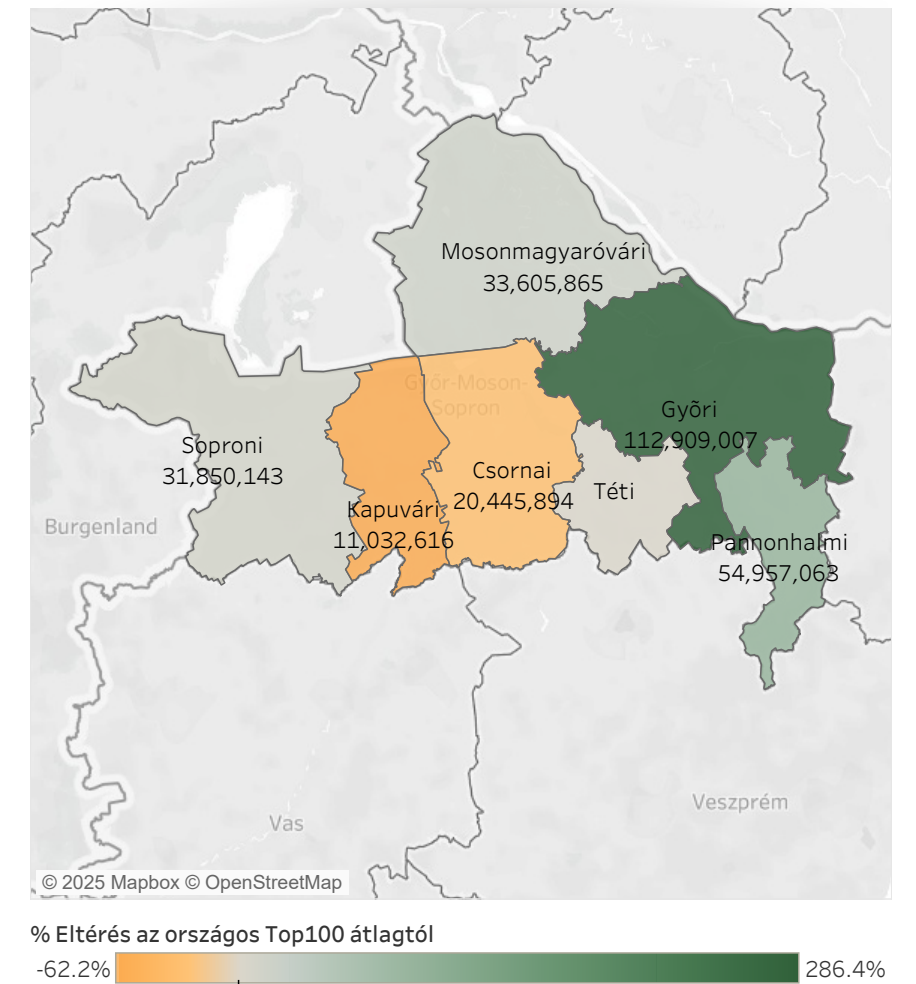 Mosonmagyaróvári
33,605,865
Győr-Moson-
Sopron
Győri
112,909,007
Soproni
31,850,143
Csornai
20,445,894
Téti
Kapuvári
11,032,616
Burgenland
Pannonhalmi
54,957,063
Veszprém
Vas
© 2025 Mapbox © OpenStreetMap
% Eltérés az országos Top100 átlagtól
-62.2%
286.4%